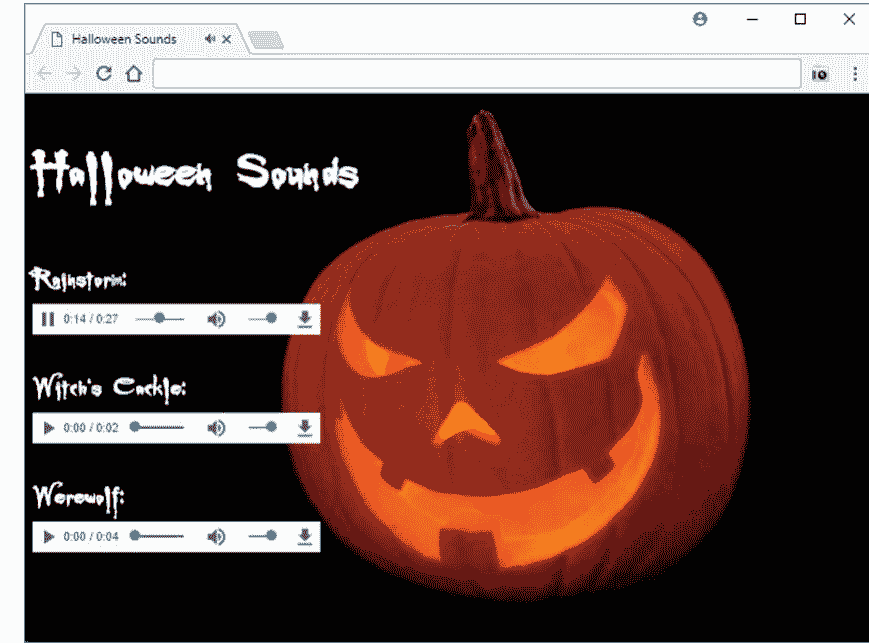 Halloween Sounds
Halloween Sounds
Rainstorm:
0:14 / 0:27
Witch's Cackle:
0:00 / 0:02
Werewolf:
0:00 / 0:04